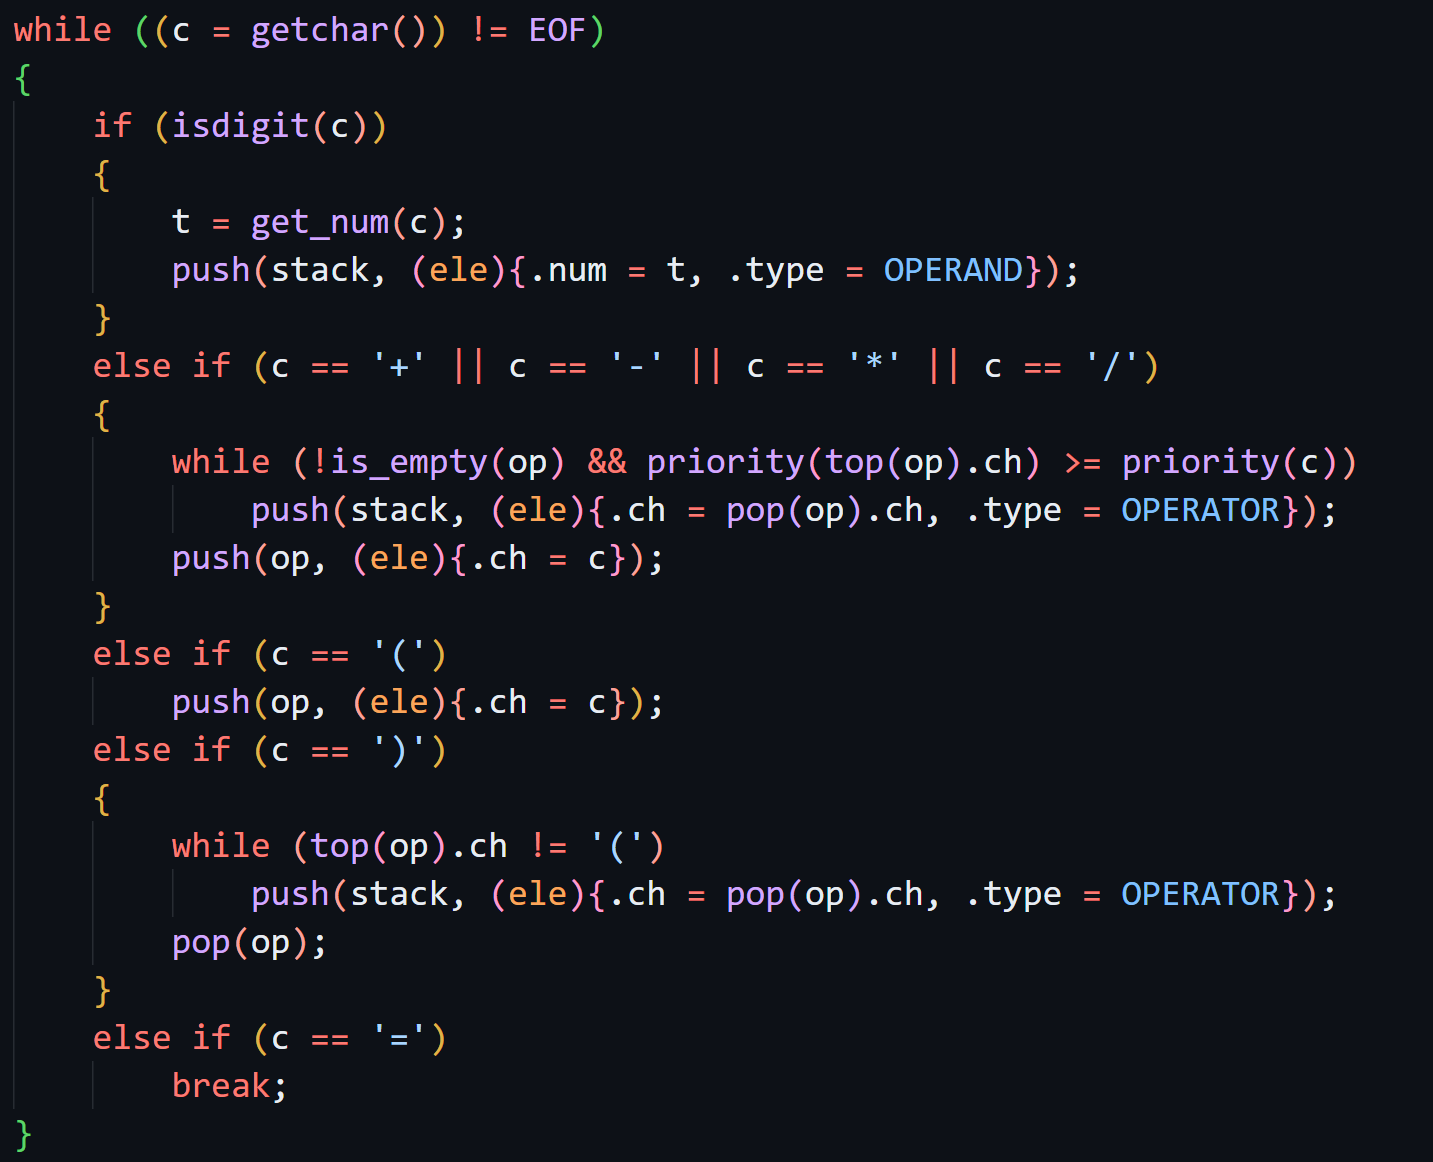 while ((c = getchar()) != EOF)
{
    if (isdigit(c))
    {
        t = get_num(c);
        push(stack, (ele){.num = t, .type = OPERAND});
    }
    else if (c == '+' || c == '-' || c == '*' || c == '/')
    {
        while (!is_empty(op) && priority(top(op).ch) >= priority(c))
            push(stack, (ele){.ch = pop(op).ch, .type = OPERATOR});
        push(op, (ele){.ch = c});
    }
    else if (c == '(')
        push(op, (ele){.ch = c});
    else if (c == ')')
    {
        while (top(op).ch != '(')
            push(stack, (ele){.ch = pop(op).ch, .type = OPERATOR});
        pop(op);
    }
    else if (c == '=')
        break;
}